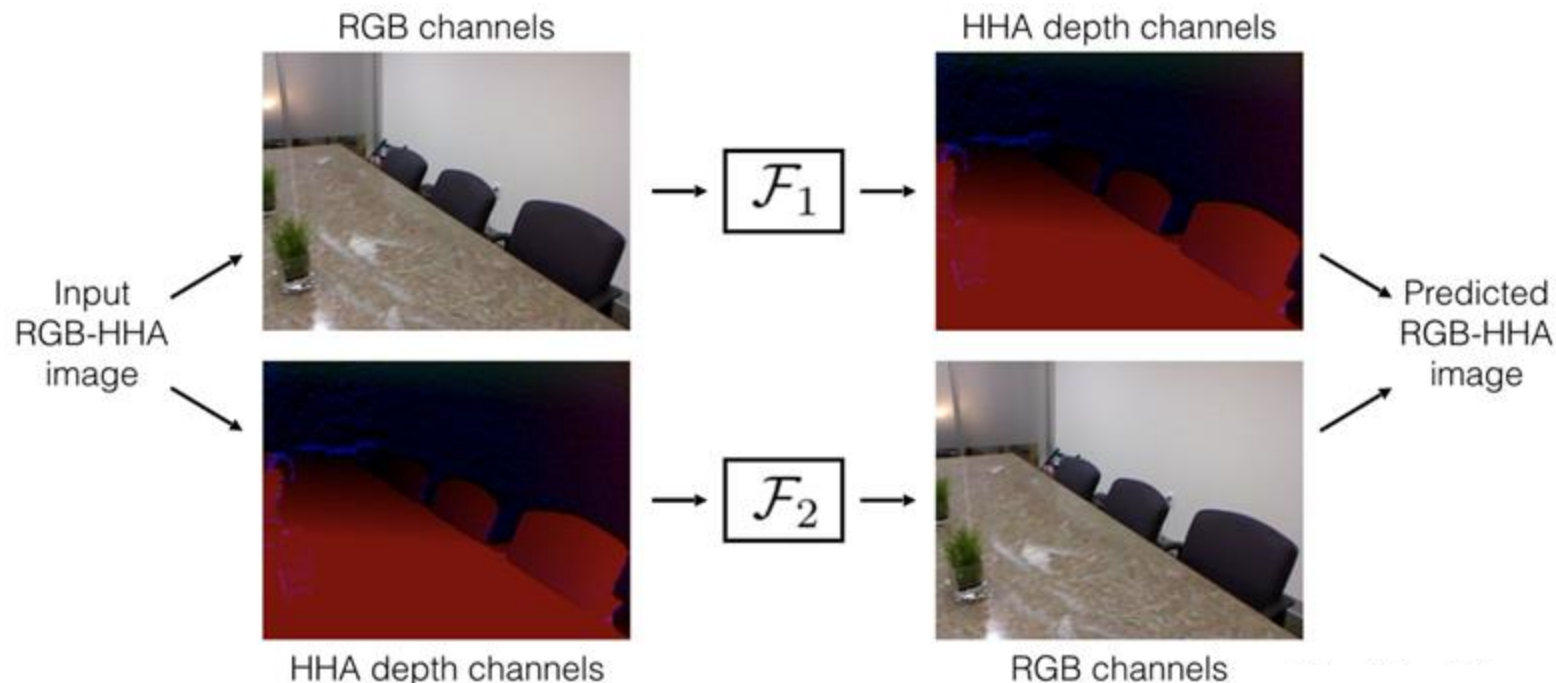 RGB channels
HHA depth channels
F1
Input
RGB-HHA
image
Predicted
RGB-HHA
image
F2
HHA depth channels
RGB channels